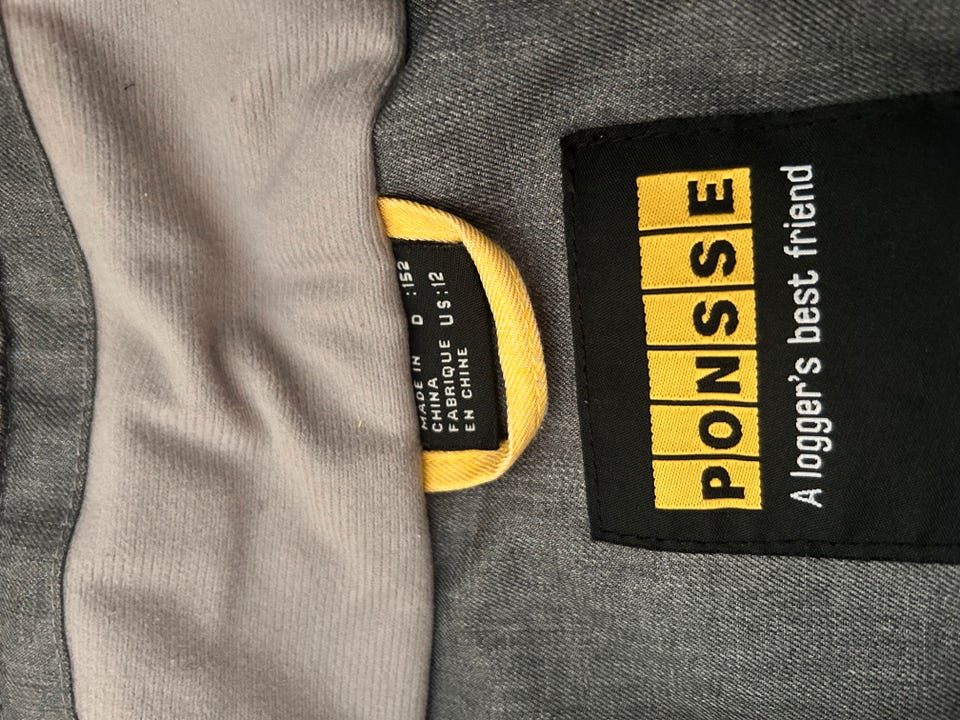 MADE IN D :152
CHINA
FABRIQUE US:12
EN CHINE
PONSSE
A logger's best friend